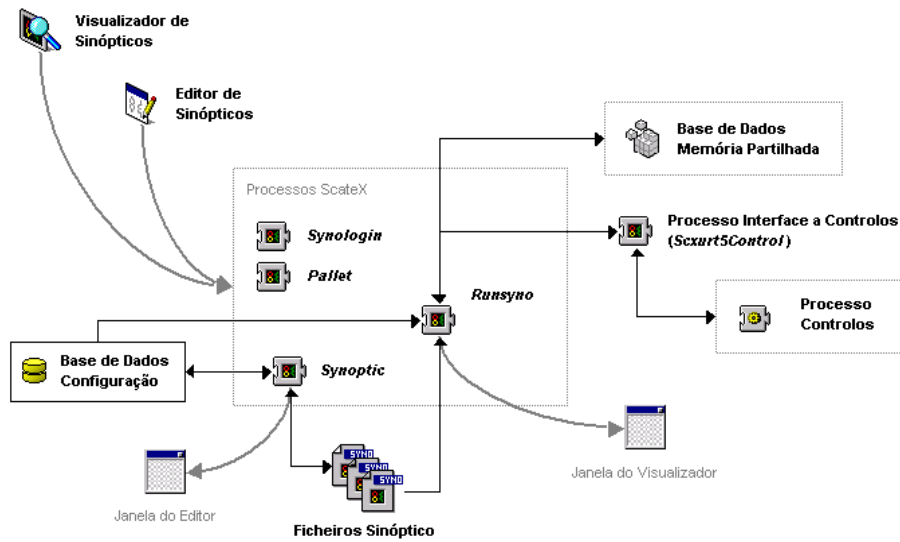 Visualizador de
Sinópticos
Editor de
Sinópticos
Base de Dados
Memória Partilhada
Processos ScateX
Synologin
Pallet
Runsyno
Processo Interface a Controlos
(Scxurt5Control)
Processo
Controlos
Base de Dados
Configuração
Synoptic
SYNO
SYNO
SYNO
Janela do Visualizador
Janela do Editor
Ficheiros Sinóptico